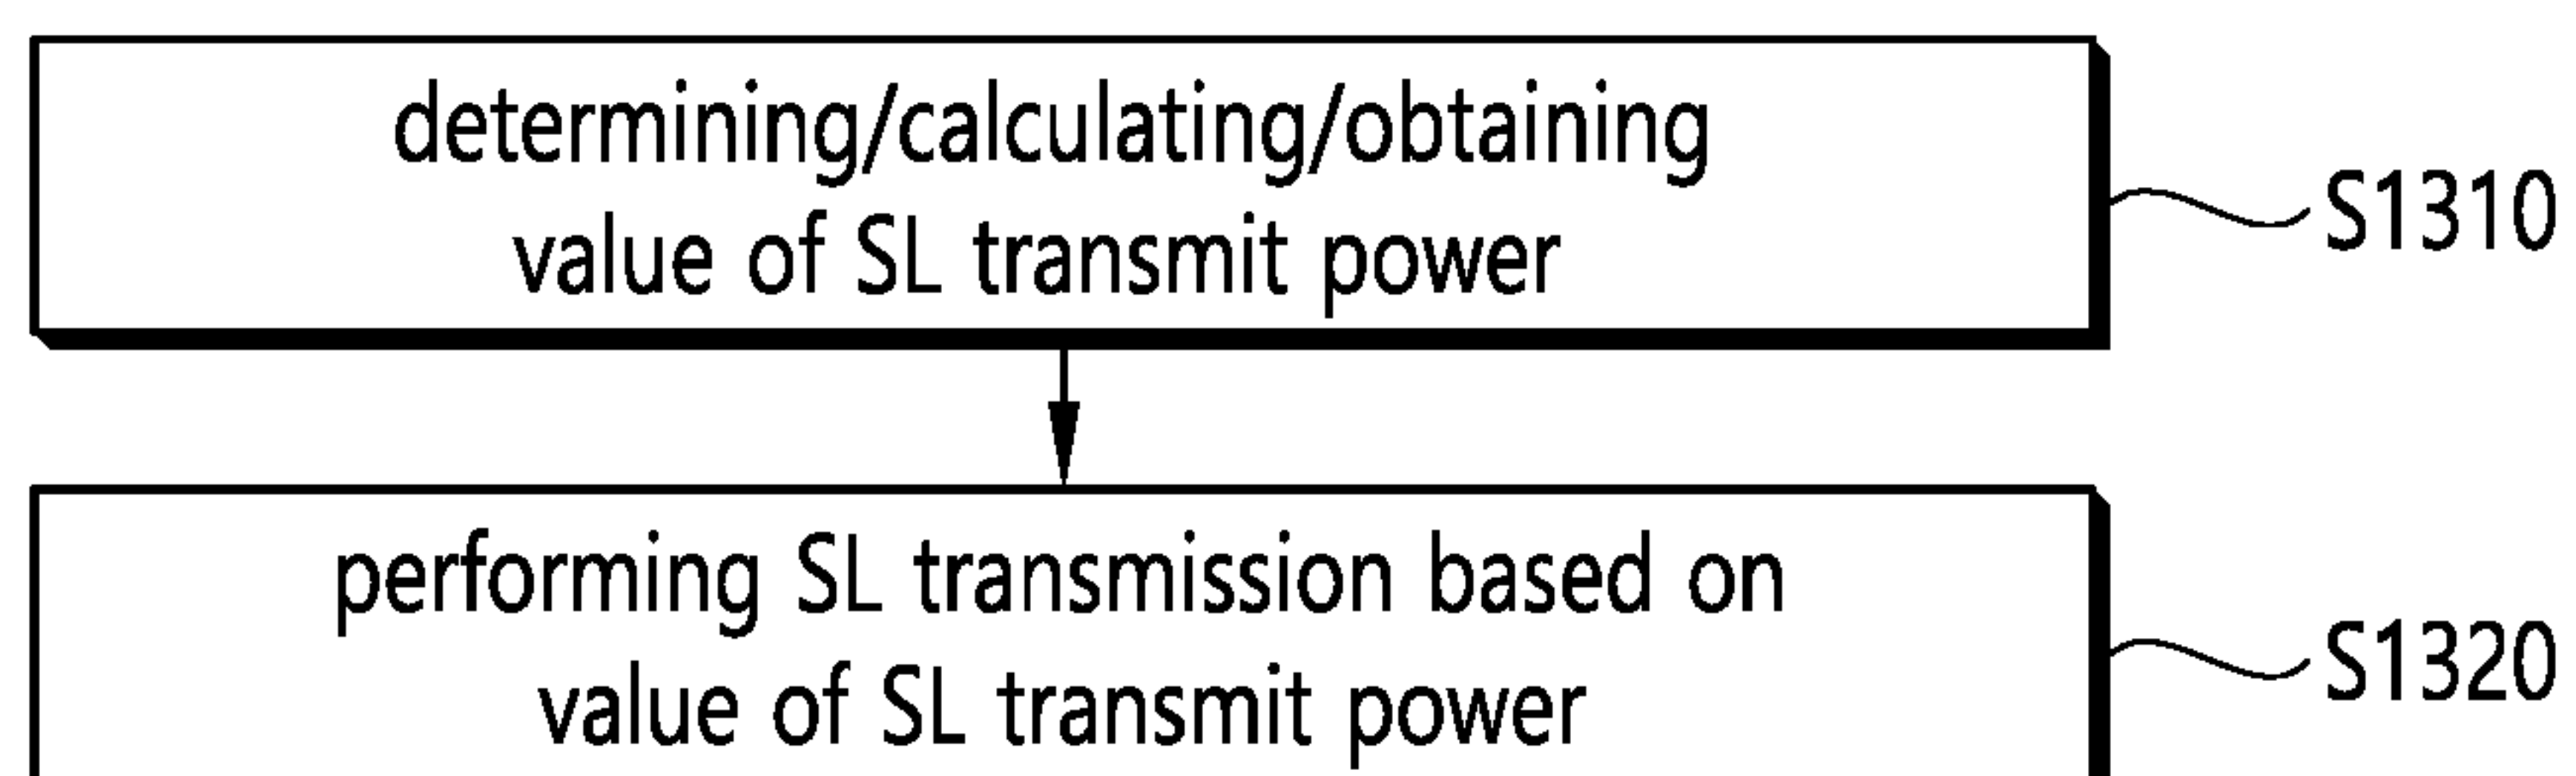 determining/calculating/obtaining
value of SL transmit power
S1310
performing SL transmission based on
value of SL transmit power
S1320